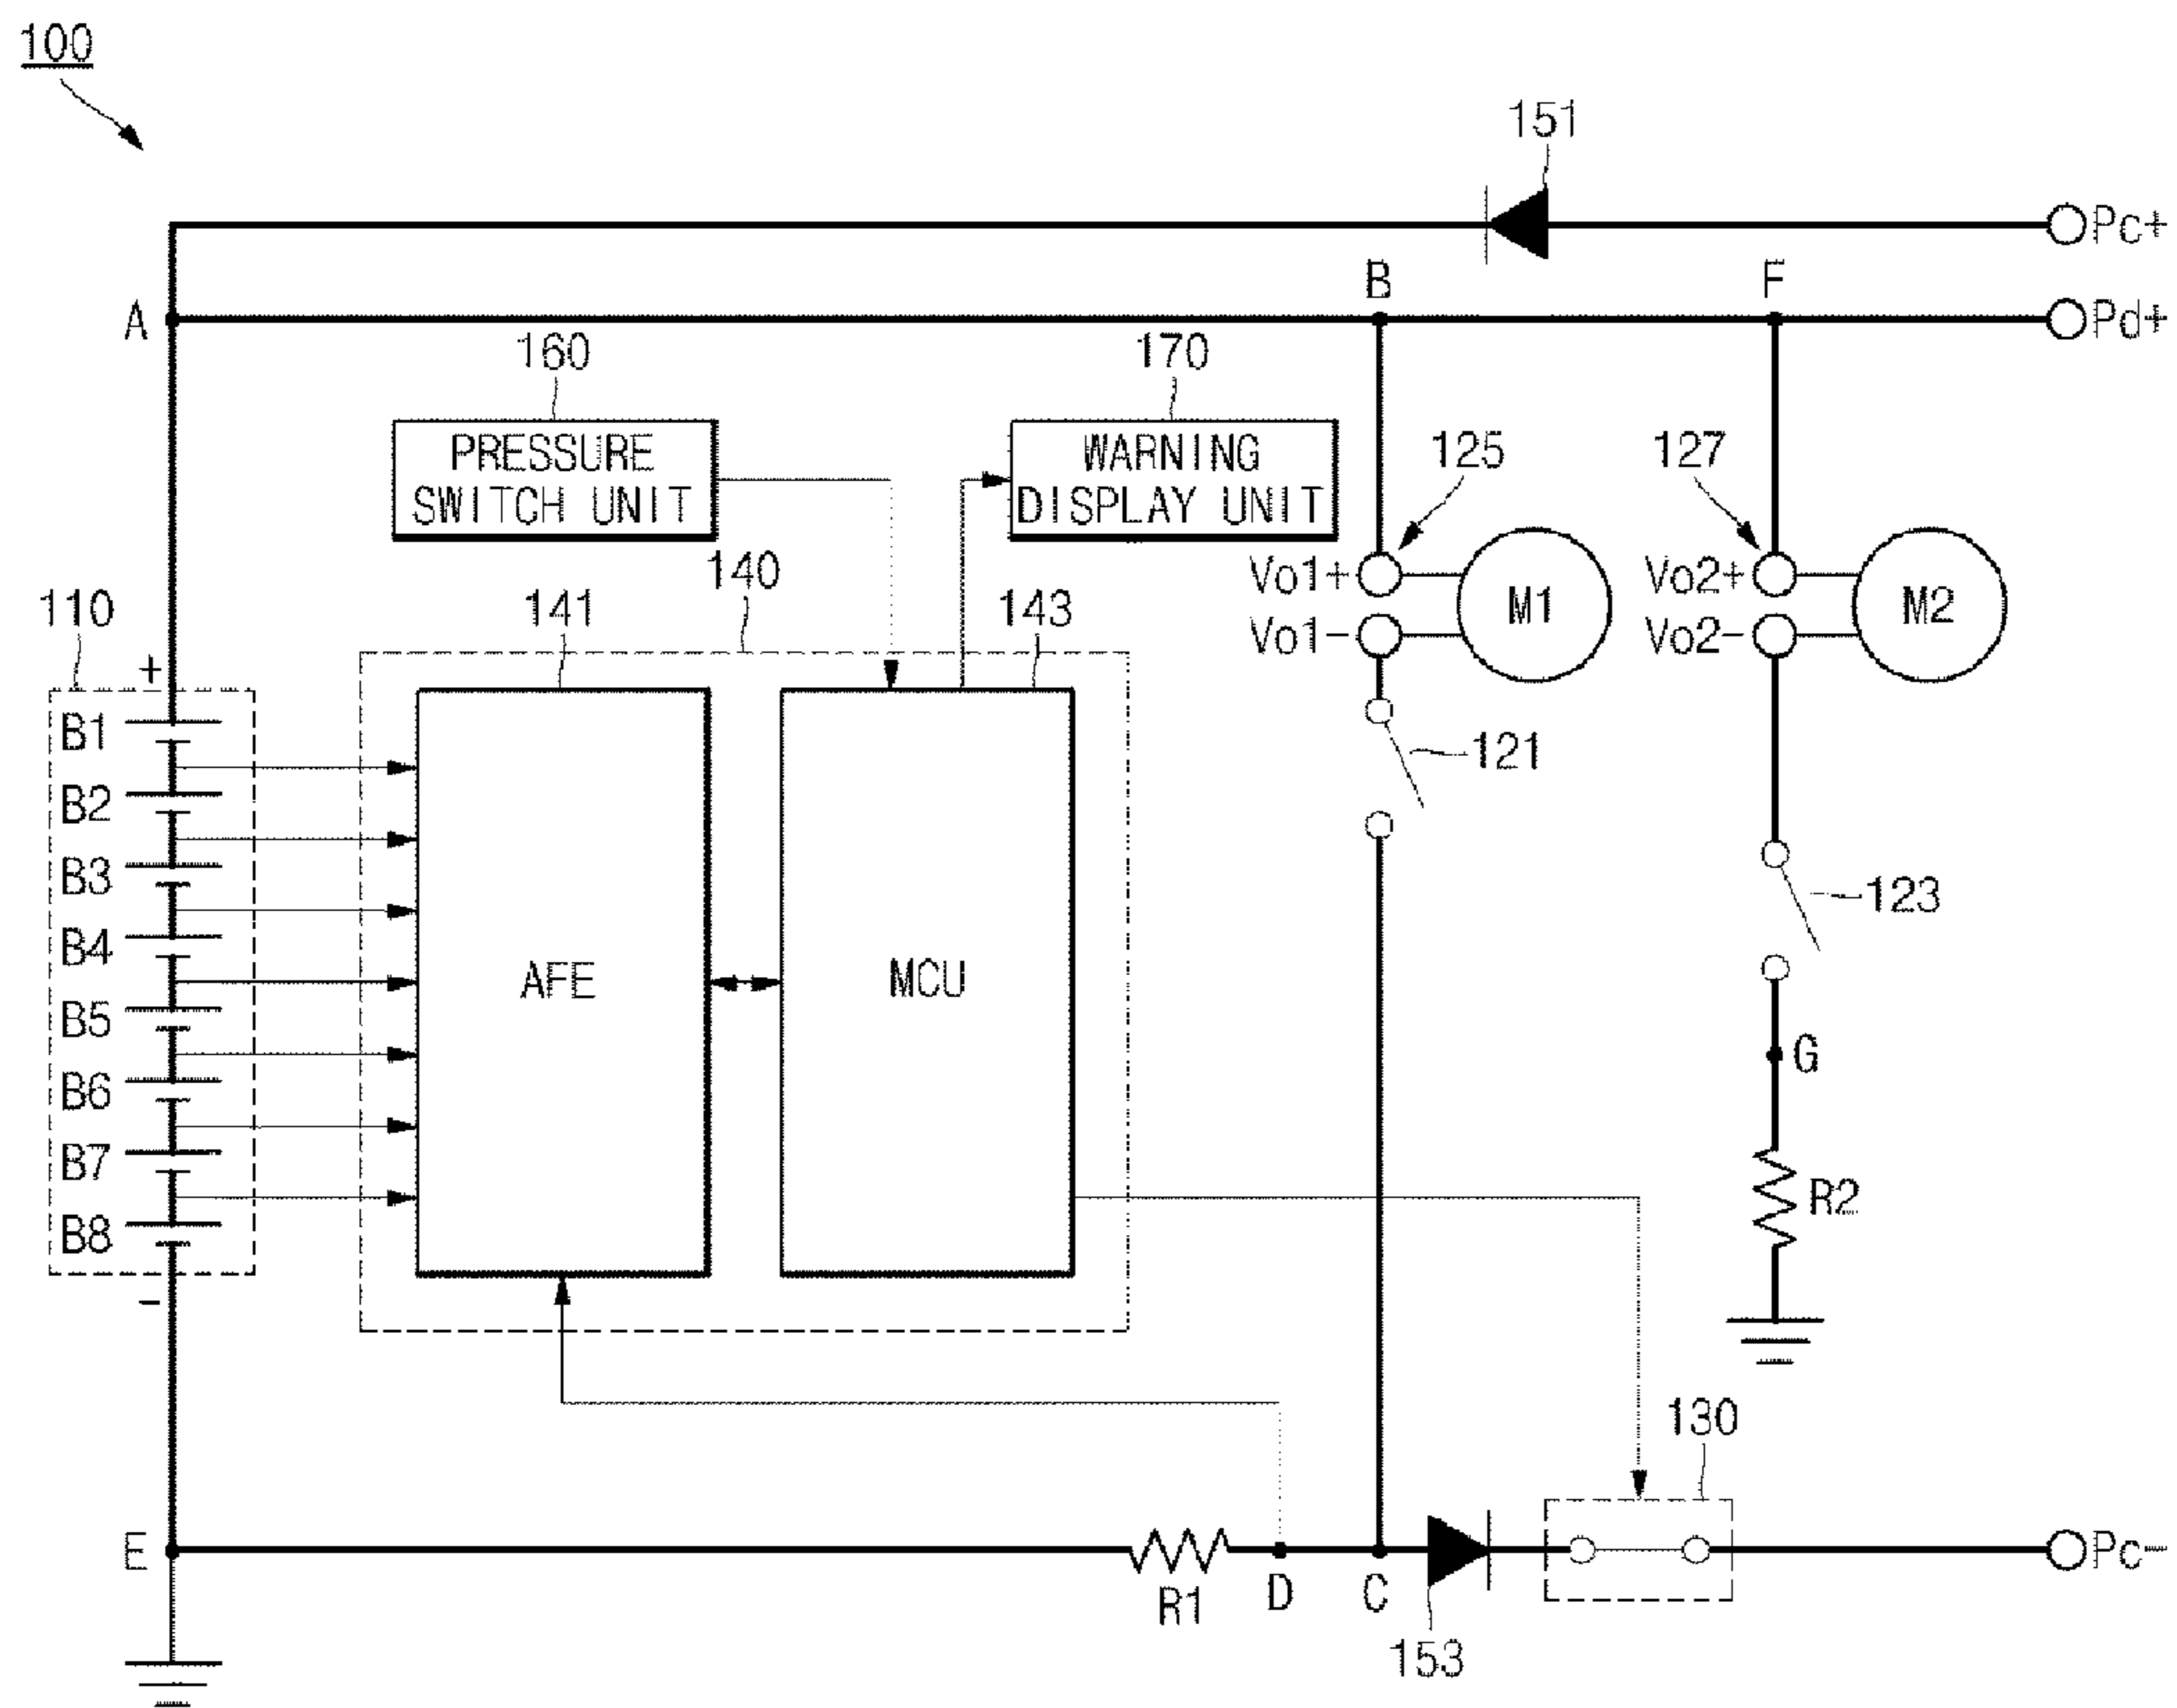 100
151
Pc+
A
B
F
Pd+
160
170
PRESSURE
SWITCH UNIT
WARNING
DISPLAY UNIT
125
127
Vo1+
Vo1-
M1
Vo2+
Vo2-
M2
110
140
141
143
+
B1
B2
B3
B4
B5
B6
B7
B8
-
AFE
MCU
121
123
G
R2
130
E
R1
D
C
153
Pc-